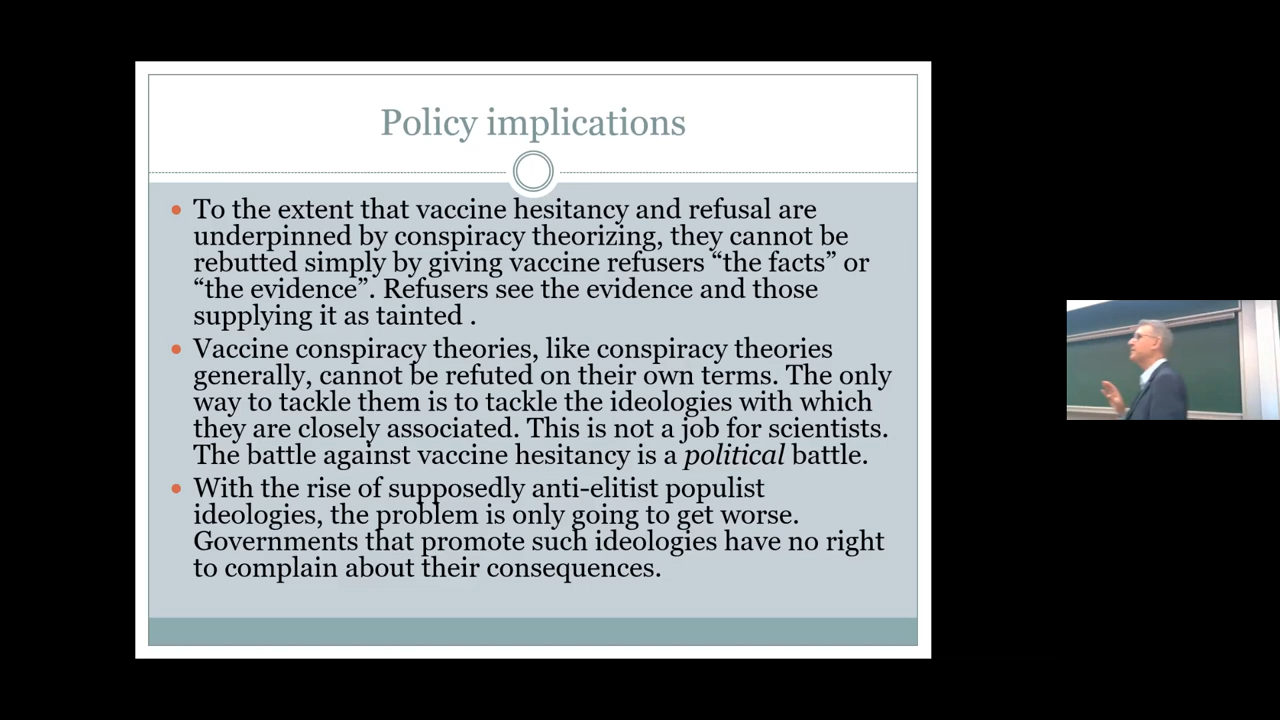 Policy implications
To the extent that vaccine hesitancy and refusal are
underpinned by conspiracy theorizing, they cannot be
rebutted simply by giving vaccine refusers “the facts” or
“the evidence”. Refusers see the evidence and those
supplying it as tainted .
Vaccine conspiracy theories, like conspiracy theories
generally, cannot be refuted on their own terms. The only
way to tackle them is to tackle the ideologies with which
they are closely associated. This is not a job for scientists.
The battle against vaccine hesitancy is a political battle.
With the rise of supposedly anti-elitist populist
ideologies, the problem is only going to get worse.
Governments that promote such ideologies have no right
to complain about their consequences.